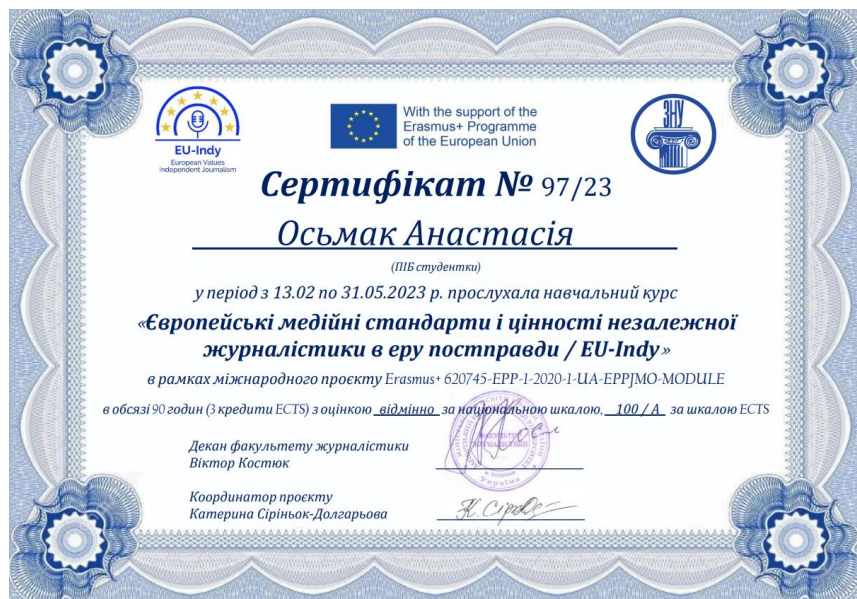 EU-Indy
European Values
Independent Journalism
With the support of the
Erasmus+ Programme
of the European Union
ЗНУ
Сертифікат № 97/23
Осьмак Анастасія
(ПІБ студентки)
у період з 13.02 по 31.05.2023 р. прослухала навчальний курс
«Європейські медійні стандарти і цінності незалежної
журналістики в еру постправди / EU-Indy»
в рамках міжнародного проєкту Erasmus+ 620745-EPP-1-2020-1-UA-EPPJMO-MODULE
в обсязі 90 годин (3 кредити ECTS) з оцінкою відмінно за національною шкалою, 100 / А за шкалою ECTS
Декан факультету журналістики
Віктор Костюк
ФАКУЛЬТЕТ
ЖУРНАЛІСТИКИ
Україна
Координатор проєкту
Катерина Сіріньок-Долгарьова